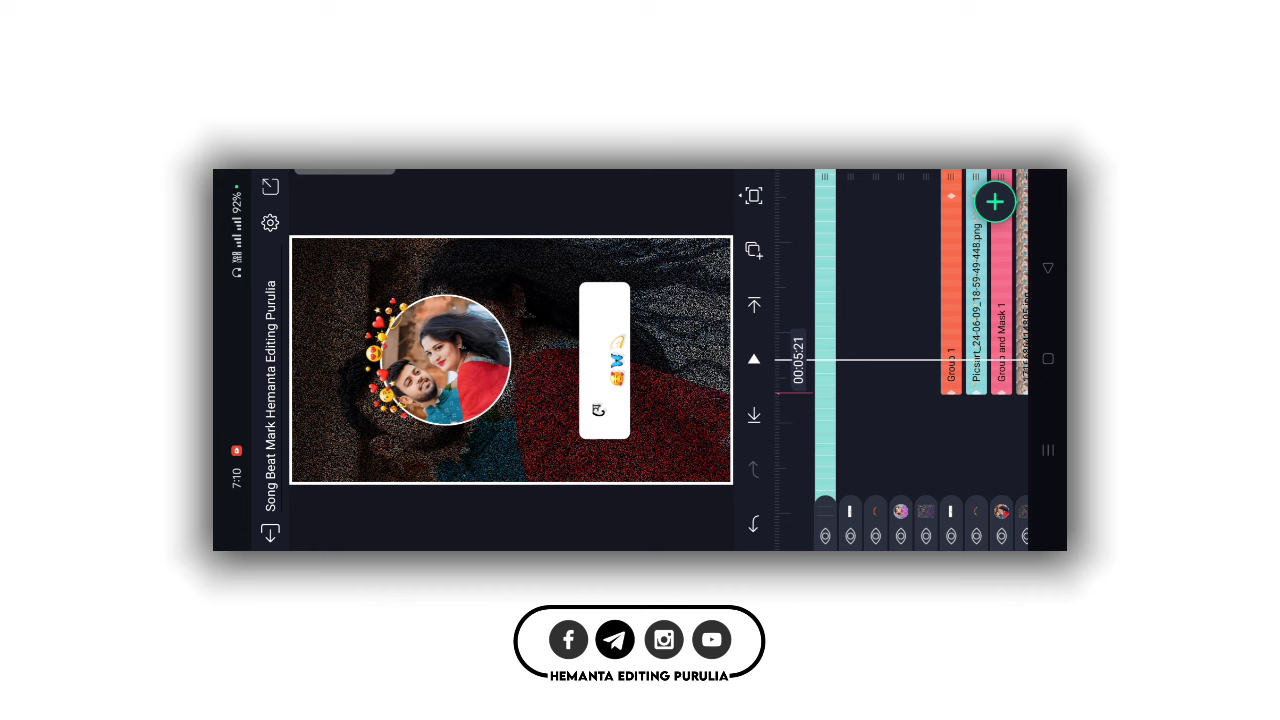 7:10
92%
Song Beat Mark Hemanta Editing Purulia
00:05:21
Group 1
Picsart_24-06-09_18-59-49-448.png
Group and Mask 1
HEMANTA EDITING PURULIA